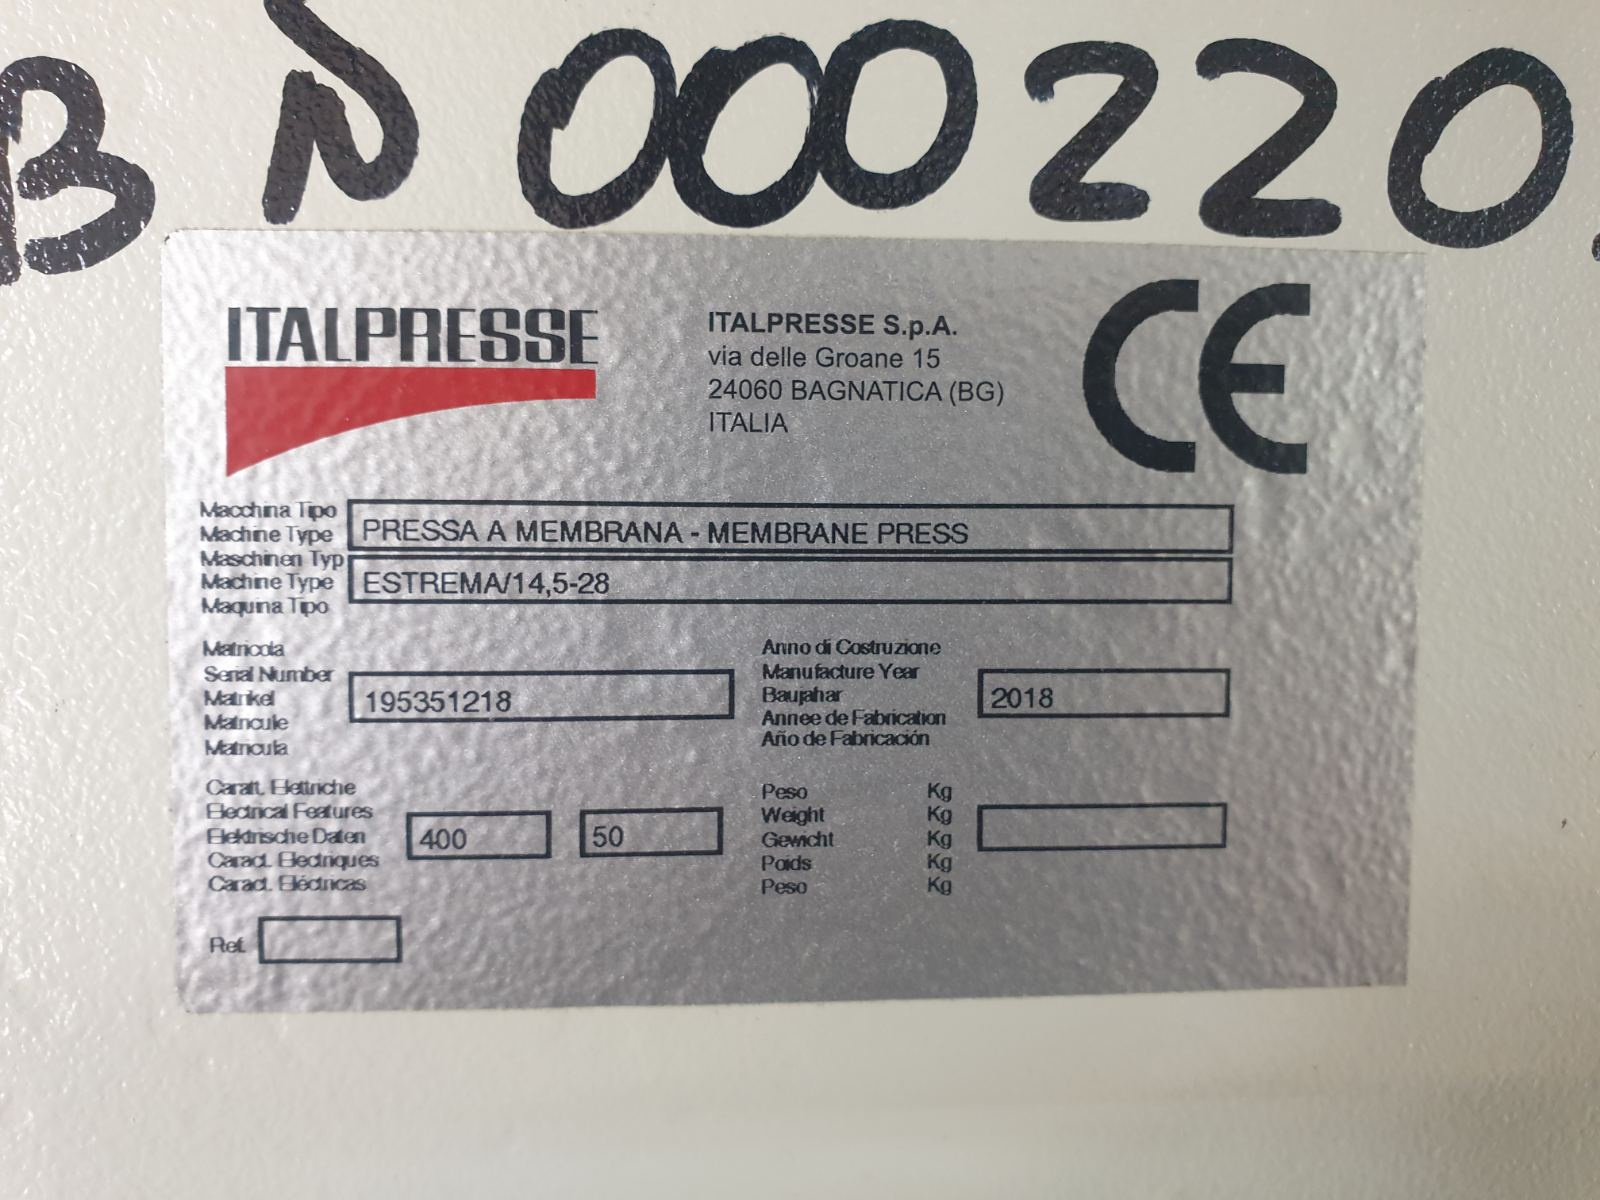 B N 000220.
ITALPRESSE
ITALPRESSE S.p.A.
via delle Groane 15
24060 BAGNATICA (BG)
ITALIA
CE
Macchina Tipo
Machine Type
Maschinen Typ
Machine Type
Maquina Tipo
PRESSA A MEMBRANA - MEMBRANE PRESS
ESTREMA/14,5-28
Matricola
Serial Number
Matrikel
Matricule
Matricula
195351218
Anno di Costruzione
Manufacture Year
Baujahar
Annee de Fabrication
Año de Fabricación
2018
Caratt. Elettriche
Electrical Features
Elektrische Daten
Caract. Electriques
Caract. Eléctricas
400
50
Peso Kg
Weight Kg
Gewicht Kg
Poids Kg
Peso Kg
Ref.